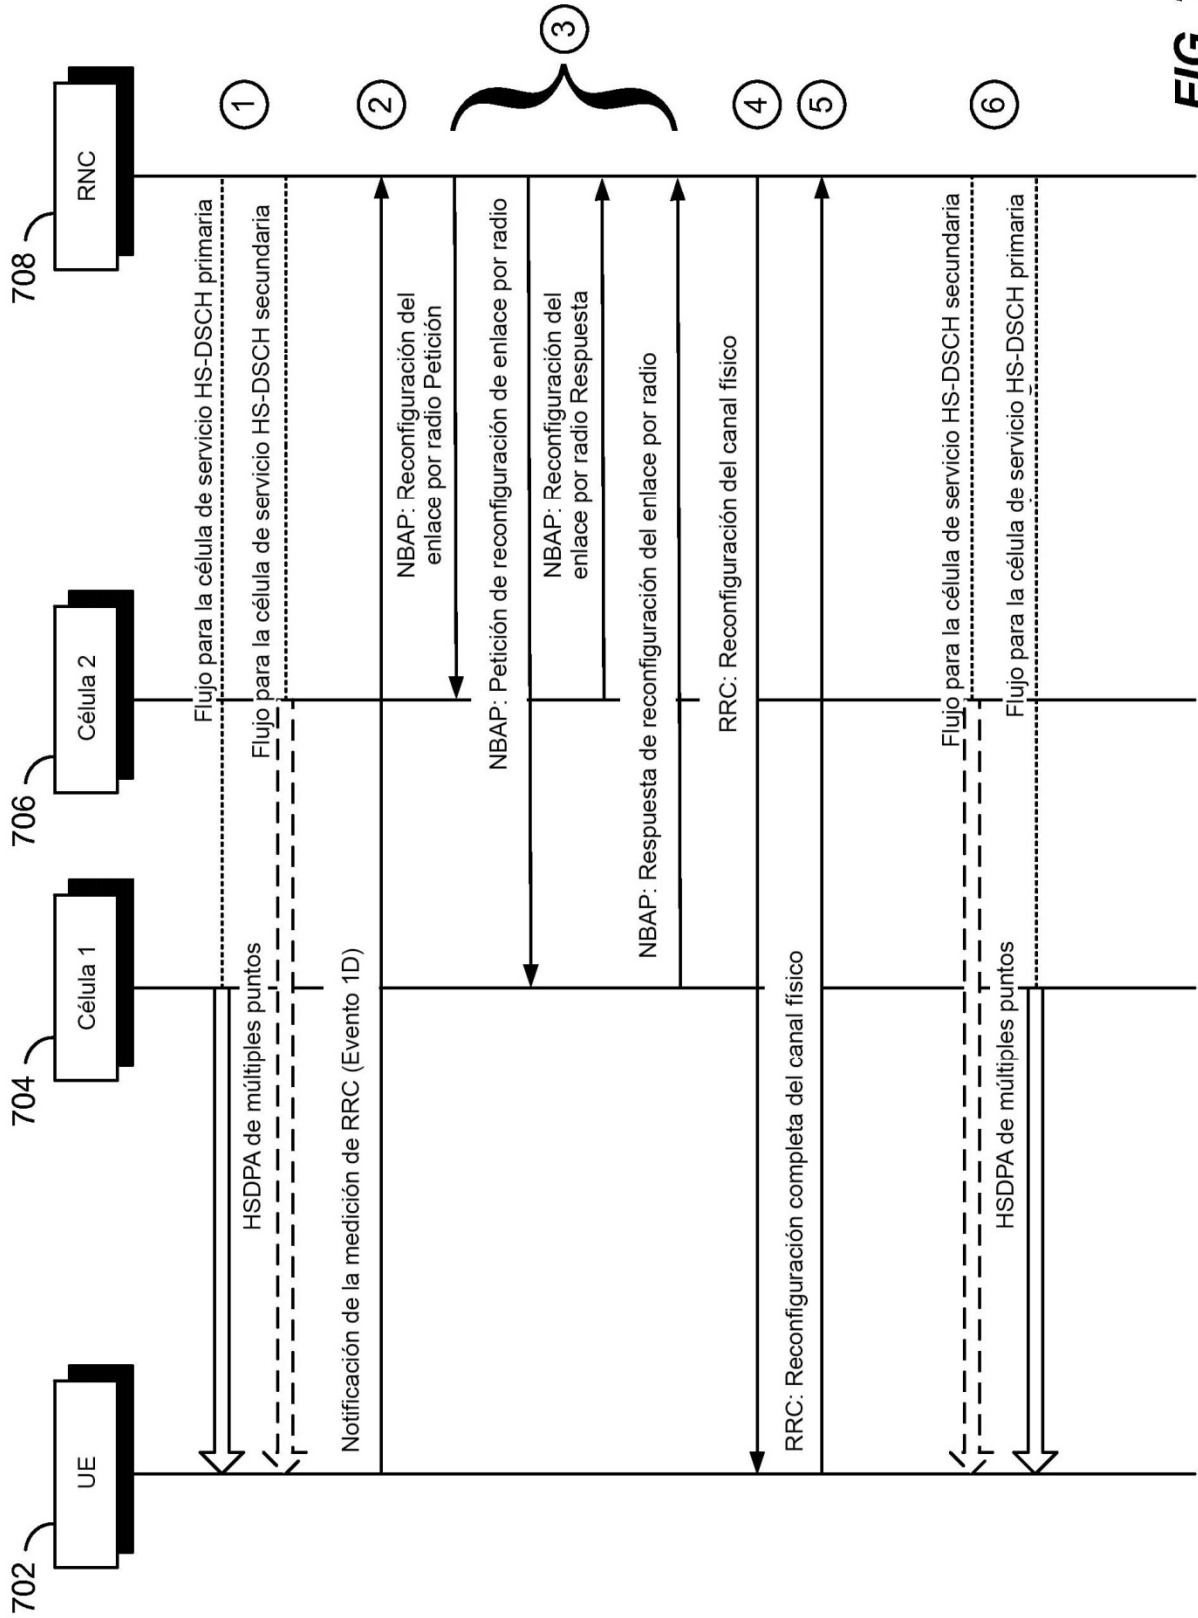 702
704
706
708
UE
Célula 1
Célula 2
RNC
Flujo para la célula de servicio HS-DSCH primaria
1
HSDPA de múltiples puntos
Flujo para la célula de servicio HS-DSCH secundaria
Notificación de la medición de RRC (Evento 1D)
2
NBAP: Reconfiguración del
enlace por radio Petición
NBAP: Petición de reconfiguración de enlace por radio
3
NBAP: Reconfiguración del
enlace por radio Respuesta
NBAP: Respuesta de reconfiguración del enlace por radio
RRC: Reconfiguración del canal físico
4
RRC: Reconfiguración completa del canal físico
5
Flujo para la célula de servicio HS-DSCH secundaria
6
HSDPA de múltiples puntos
Flujo para la célula de servicio HS-DSCH primaria
FIG